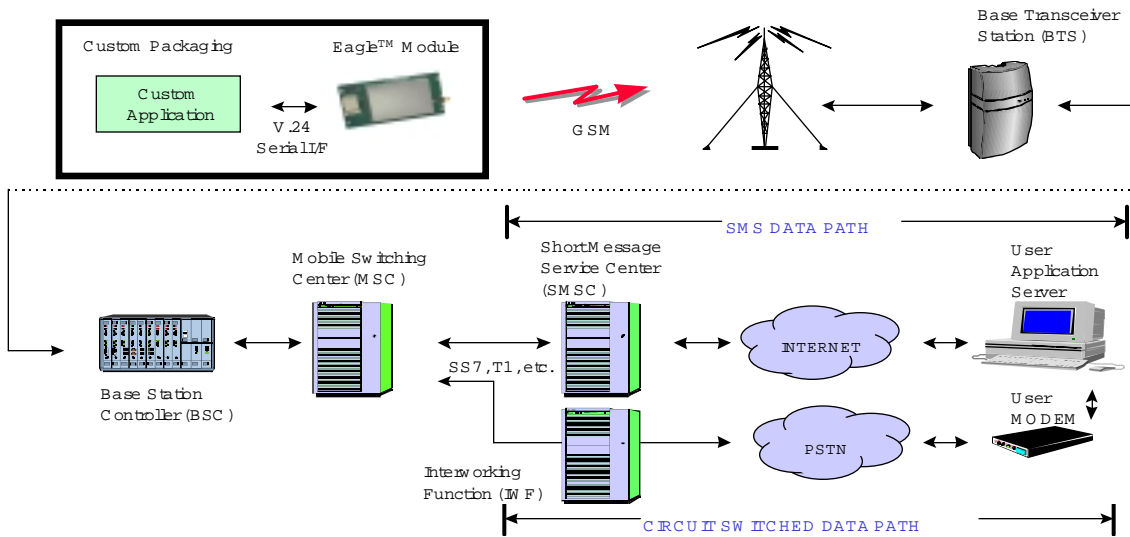 Custom Packaging
Eagle™ Module
Base Transceiver
Station (BTS)
Custom
Application
V.24
Serial I/F
GSM
SMS DATA PATH
Mobile Switching
Center (MSC)
Short Message
Service Center
(SMSC)
User
Application
Server
INTERNET
SS7, T1, etc.
Base Station
Controller (BSC)
User
MODEM
PSTN
Interworking
Function (IWF)
CIRCUIT SWITCHED DATA PATH